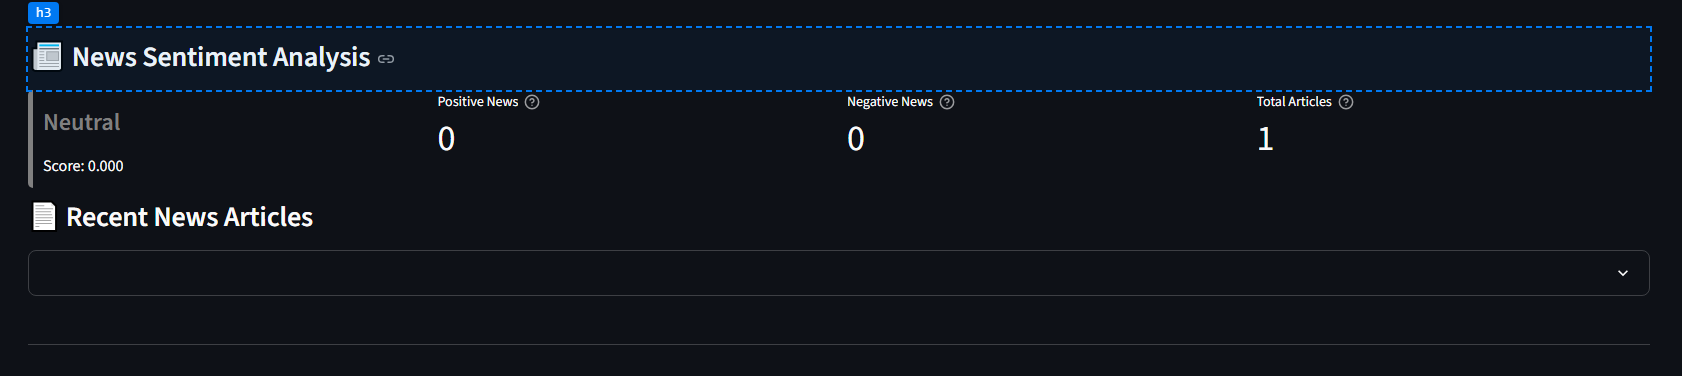 h3
News Sentiment Analysis
Neutral
Score: 0.000
Positive News
0
Negative News
0
Total Articles
1
Recent News Articles